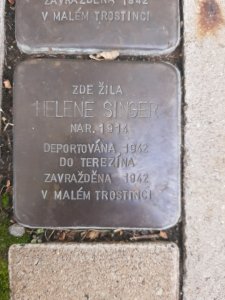 ZAVRAŽDĚNA 1942
V MALÉM TROSTINCI
ZDE ŽILA
HELENE SINGER
NAR. 1914
DEPORTOVÁNA 1942
DO TEREZÍNA
ZAVRAŽDĚNA 1942
V MALÉM TROSTINCI